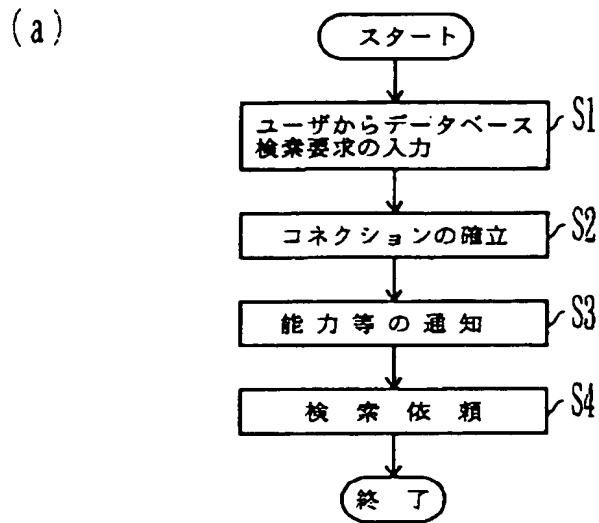 (a)
スタート
ユーザからデータベース
検索要求の入力
S1
コネクションの確立
S2
能力等の通知
S3
検索依頼
S4
終了